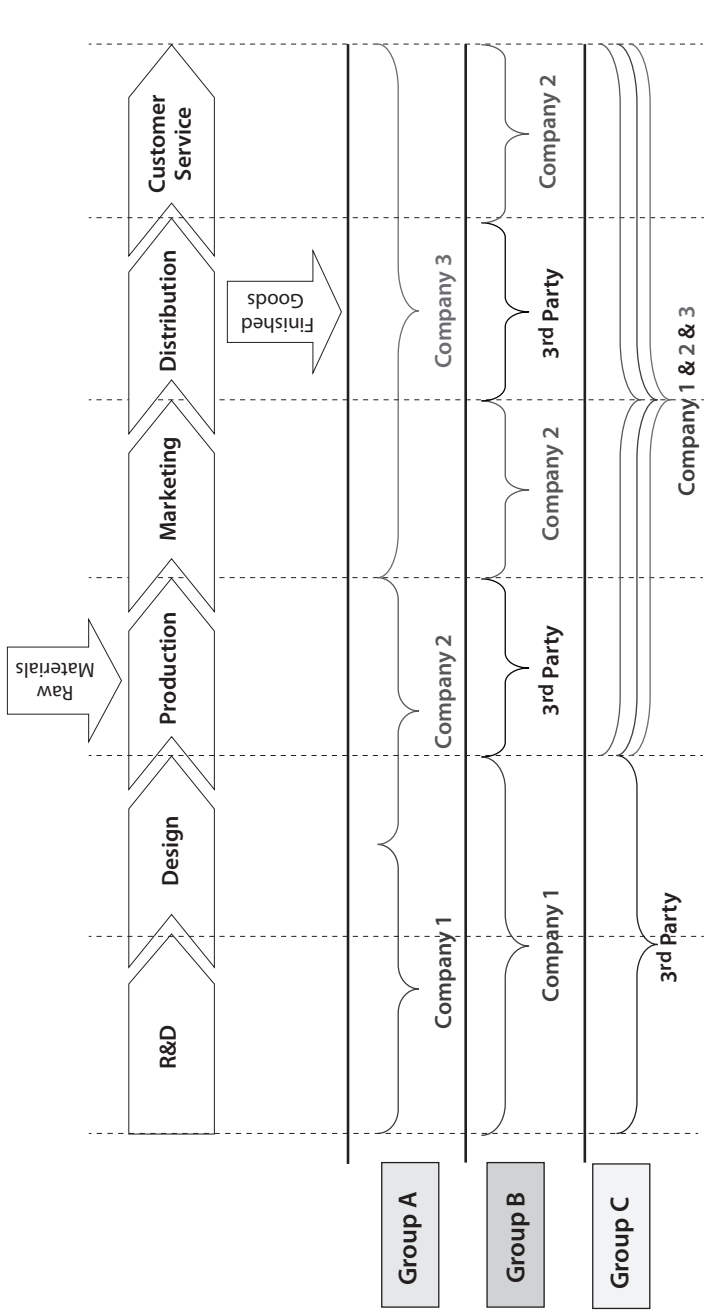 Raw
Materials
R&D
Design
Production
Marketing
Distribution
Customer
Service
Finished
Goods
Group A
Company 1
Company 2
Company 3
Group B
Company 1
3rd Party
Company 2
3rd Party
Company 2
Group C
3rd Party
Company 1 & 2 & 3